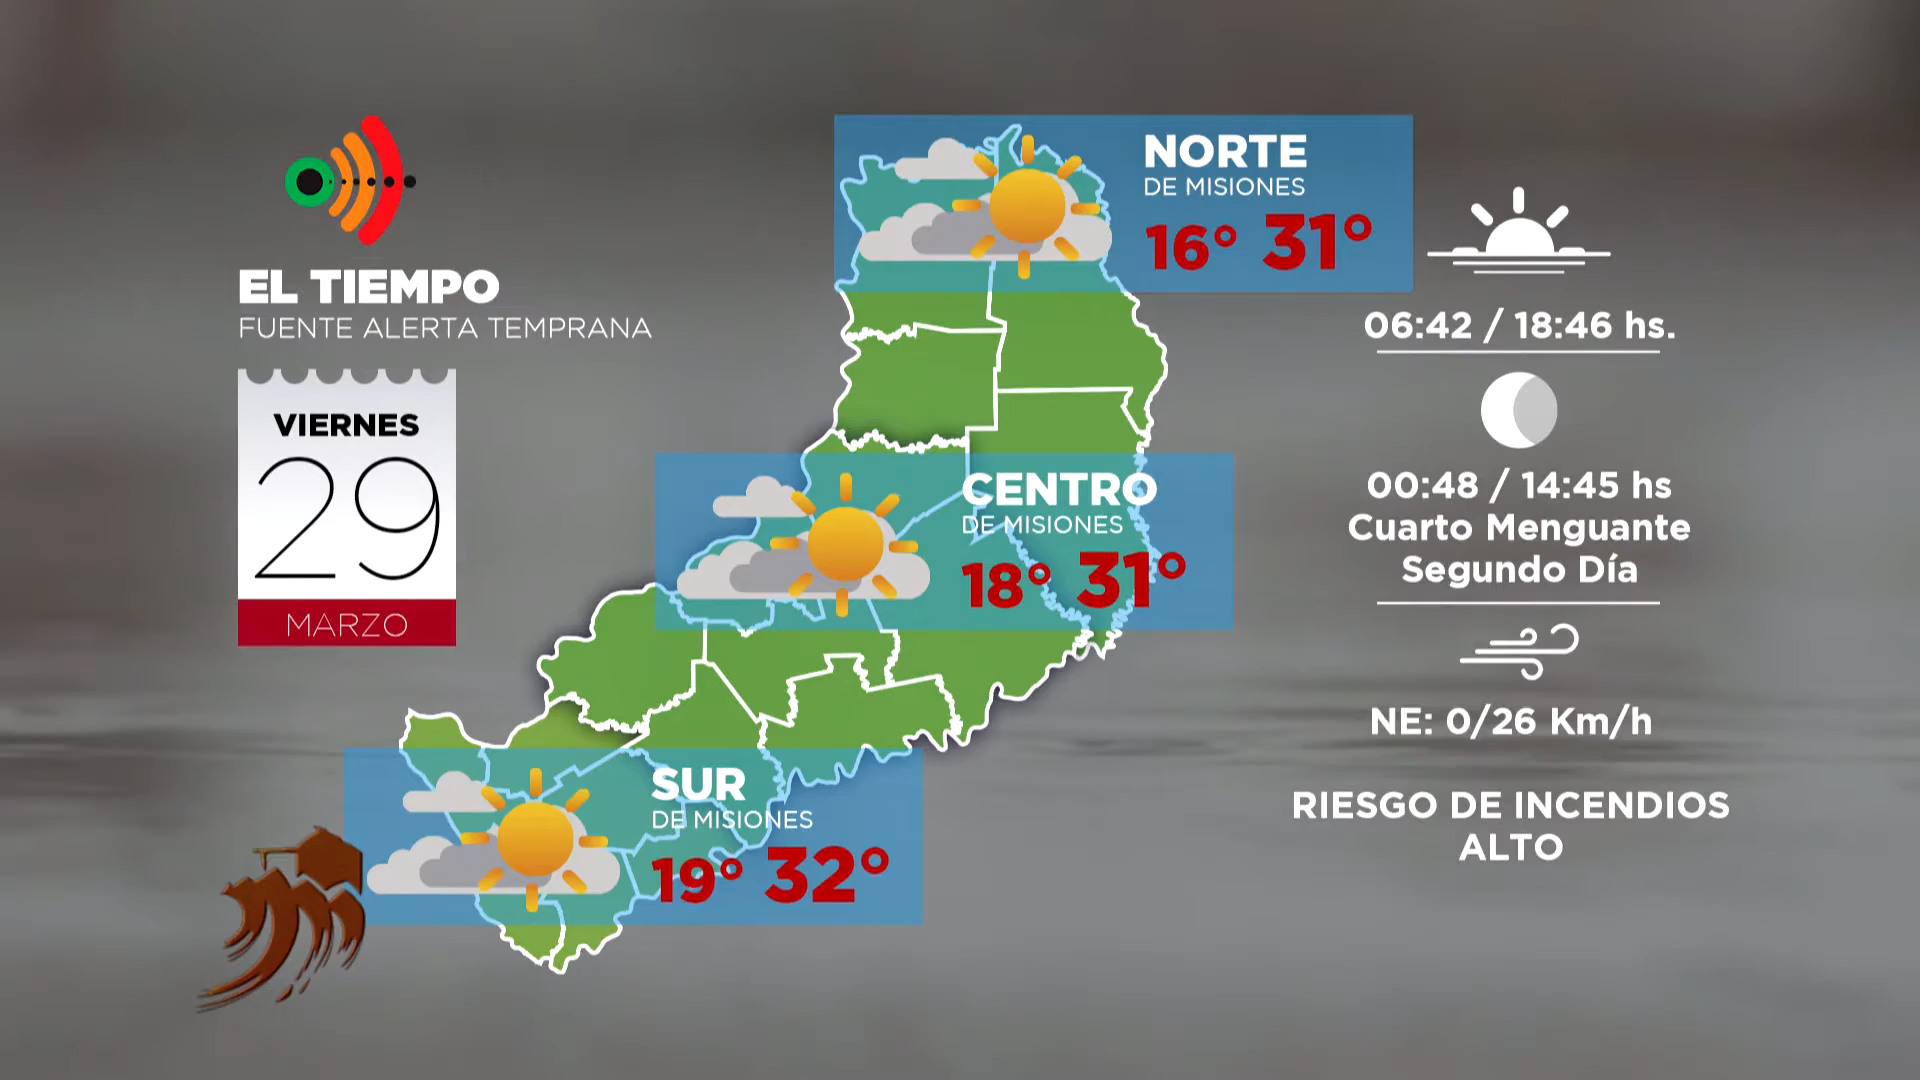 EL TIEMPO
FUENTE ALERTA TEMPRANA
VIERNES
29
MARZO
NORTE
DE MISIONES
16° 31°
CENTRO
DE MISIONES
18° 31°
SUR
DE MISIONES
19° 32°
06:42 / 18:46 hs.
00:48 / 14:45 hs
Cuarto Menguante
Segundo Día
NE: 0/26 Km/h
RIESGO DE INCENDIOS
ALTO